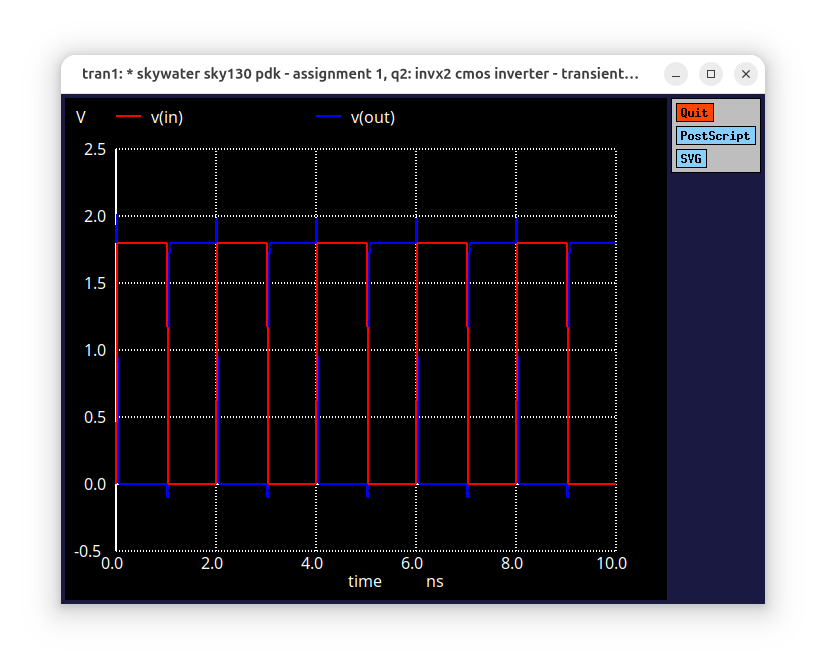 tran1: * skywater sky130 pdk - assignment 1, q2: invx2 cmos inverter - transient...
Quit
PostScript
SVG
V v(in) v(out)
2.5
2.0
1.5
1.0
0.5
0.0
-0.5
0.0 2.0 4.0 6.0 8.0 10.0
time ns